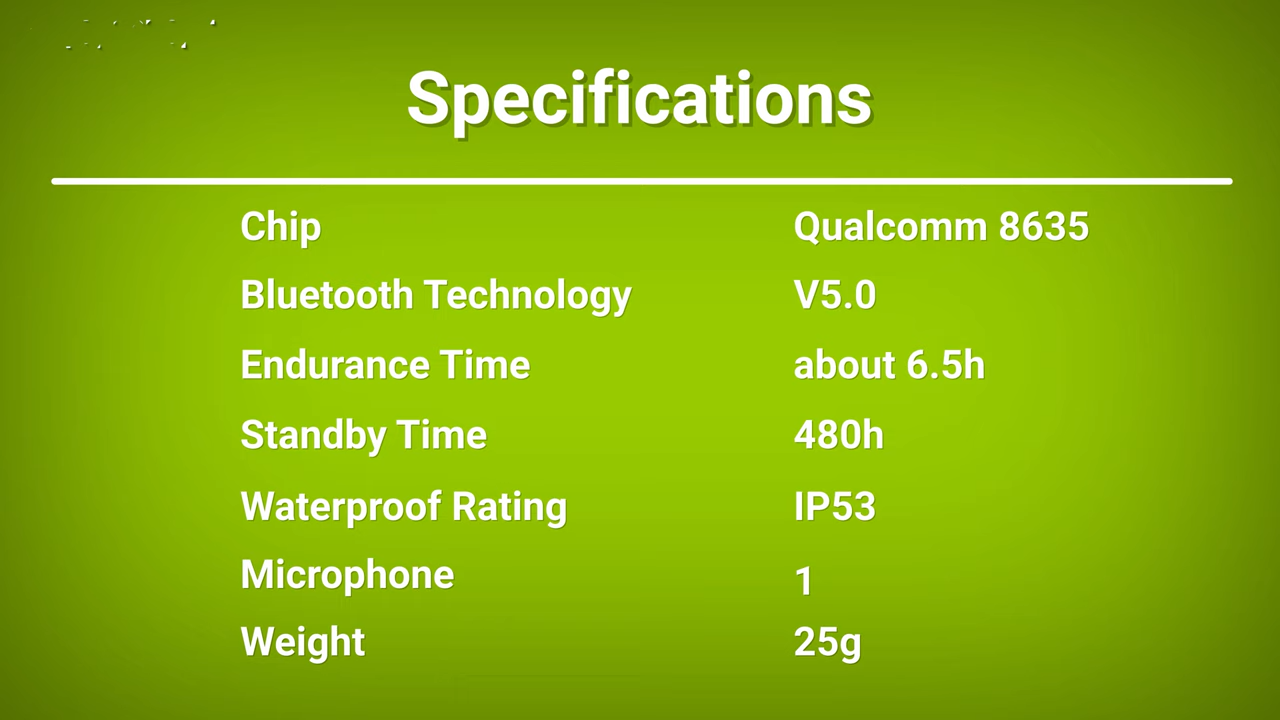 Specifications
Chip Qualcomm 8635
Bluetooth Technology V5.0
Endurance Time about 6.5h
Standby Time 480h
Waterproof Rating IP53
Microphone 1
Weight 25g